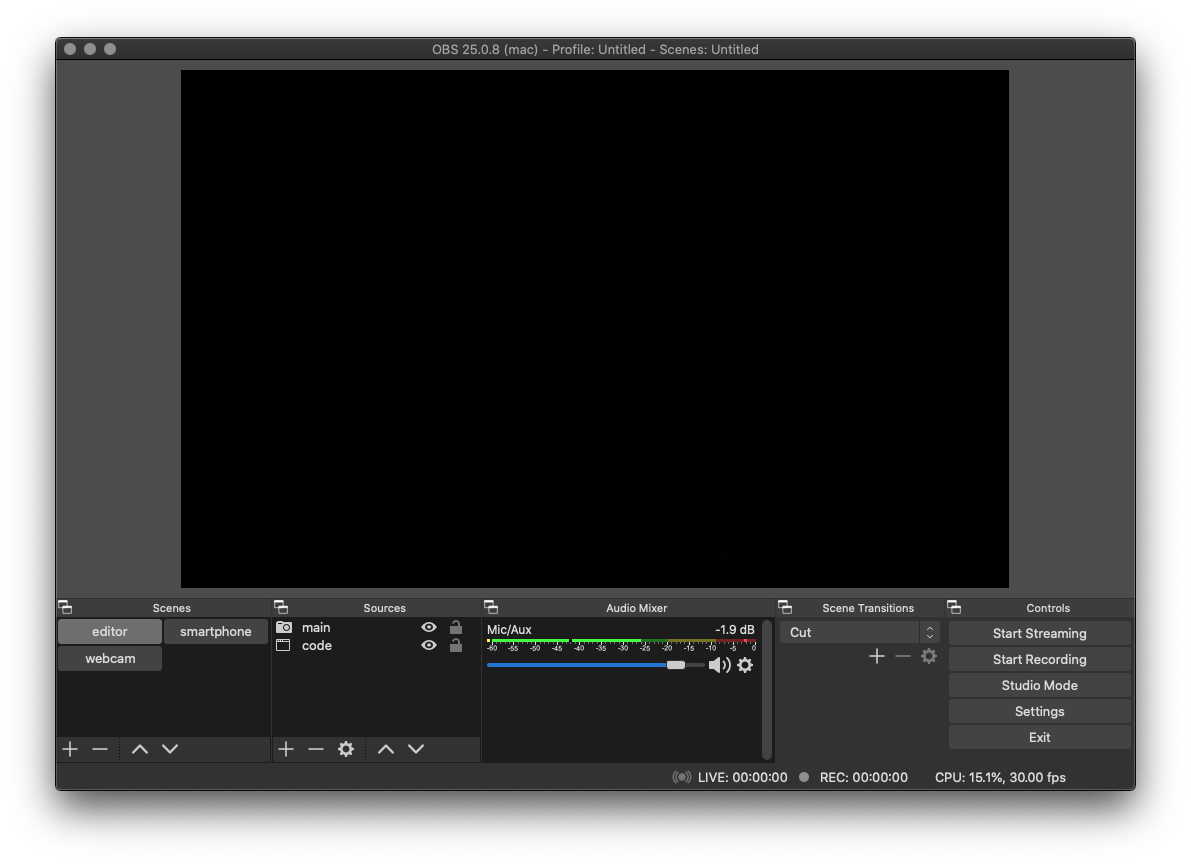 OBS 25.0.8 (mac) - Profile: Untitled - Scenes: Untitled
Scenes
editor
smartphone
webcam
Sources
main
code
Audio Mixer
Mic/Aux
-1.9 dB
-60 -55 -50 -45 -40 -35 -30 -25 -20 -15 -10 -5 0
Scene Transitions
Cut
Controls
Start Streaming
Start Recording
Studio Mode
Settings
Exit
LIVE: 00:00:00
REC: 00:00:00
CPU: 15.1%, 30.00 fps